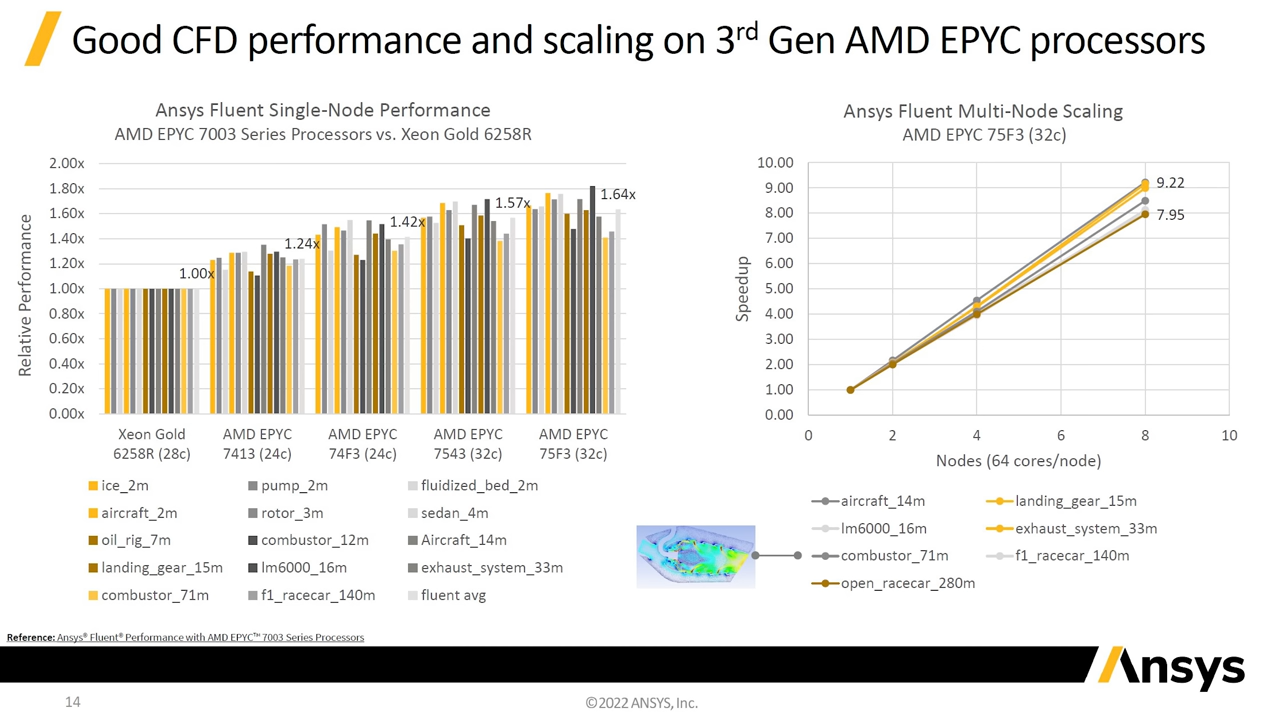 Good CFD performance and scaling on 3rd Gen AMD EPYC processors
Ansys Fluent Single-Node Performance
AMD EPYC 7003 Series Processors vs. Xeon Gold 6258R
2.00x
1.80x
1.60x
1.40x
1.20x
1.00x
0.80x
0.60x
0.40x
0.20x
0.00x
Relative Performance
1.00x
1.24x
1.42x
1.57x
1.64x
Xeon Gold
6258R (28c)
AMD EPYC
7413 (24c)
AMD EPYC
74F3 (24c)
AMD EPYC
7543 (32c)
AMD EPYC
75F3 (32c)
ice_2m pump_2m fluidized_bed_2m
aircraft_2m rotor_3m sedan_4m
oil_rig_7m combustor_12m Aircraft_14m
landing_gear_15m lm6000_16m exhaust_system_33m
combustor_71m f1_racecar_140m fluent avg
Ansys Fluent Multi-Node Scaling
AMD EPYC 75F3 (32c)
10.00
9.00
8.00
7.00
6.00
5.00
4.00
3.00
2.00
1.00
0.00
Speedup
9.22
7.95
0 2 4 6 8 10
Nodes (64 cores/node)
aircraft_14m landing_gear_15m
lm6000_16m exhaust_system_33m
combustor_71m f1_racecar_140m
open_racecar_280m
Reference: Ansys® Fluent® Performance with AMD EPYC™ 7003 Series Processors
Ansys
14
©2022 ANSYS, Inc.